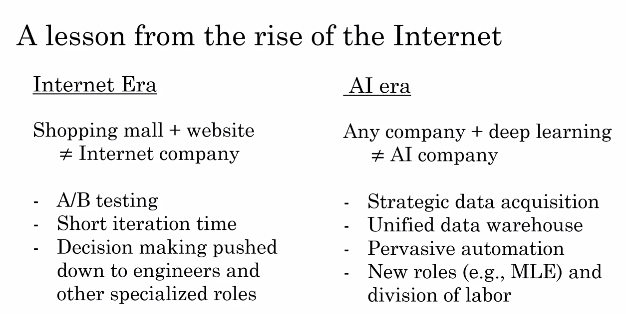 A lesson from the rise of the Internet
Internet Era
Shopping mall + website
≠ Internet company
- A/B testing
- Short iteration time
- Decision making pushed
down to engineers and
other specialized roles
AI era
Any company + deep learning
≠ AI company
- Strategic data acquisition
- Unified data warehouse
- Pervasive automation
- New roles (e.g., MLE) and
division of labor